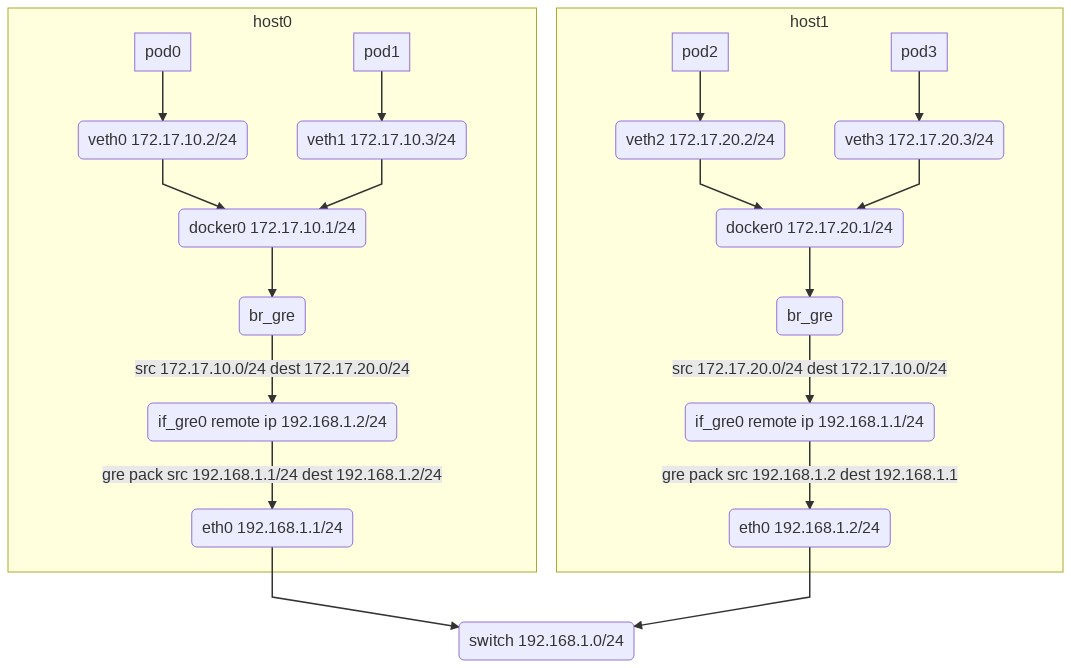 host0
pod0
pod1
veth0 172.17.10.2/24
veth1 172.17.10.3/24
docker0 172.17.10.1/24
br_gre
src 172.17.10.0/24 dest 172.17.20.0/24
if_gre0 remote ip 192.168.1.2/24
gre pack src 192.168.1.1/24 dest 192.168.1.2/24
eth0 192.168.1.1/24
host1
pod2
pod3
veth2 172.17.20.2/24
veth3 172.17.20.3/24
docker0 172.17.20.1/24
br_gre
src 172.17.20.0/24 dest 172.17.10.0/24
if_gre0 remote ip 192.168.1.1/24
gre pack src 192.168.1.2 dest 192.168.1.1
eth0 192.168.1.2/24
switch 192.168.1.0/24